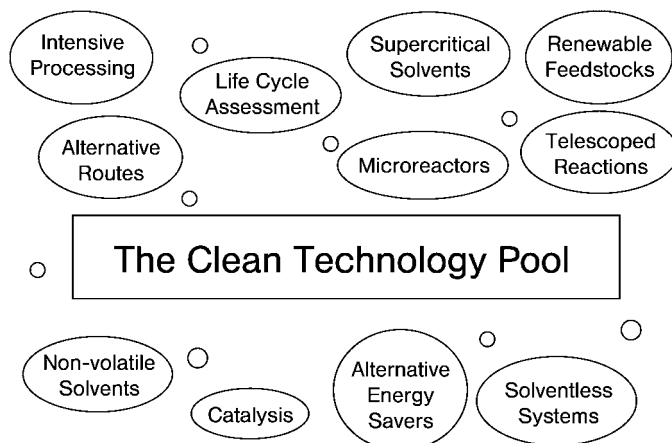 Intensive
Processing
Life Cycle
Assessment
Supercritical
Solvents
Renewable
Feedstocks
Alternative
Routes
Microreactors
Telescoped
Reactions
The Clean Technology Pool
Non-volatile
Solvents
Catalysis
Alternative
Energy
Savers
Solventless
Systems